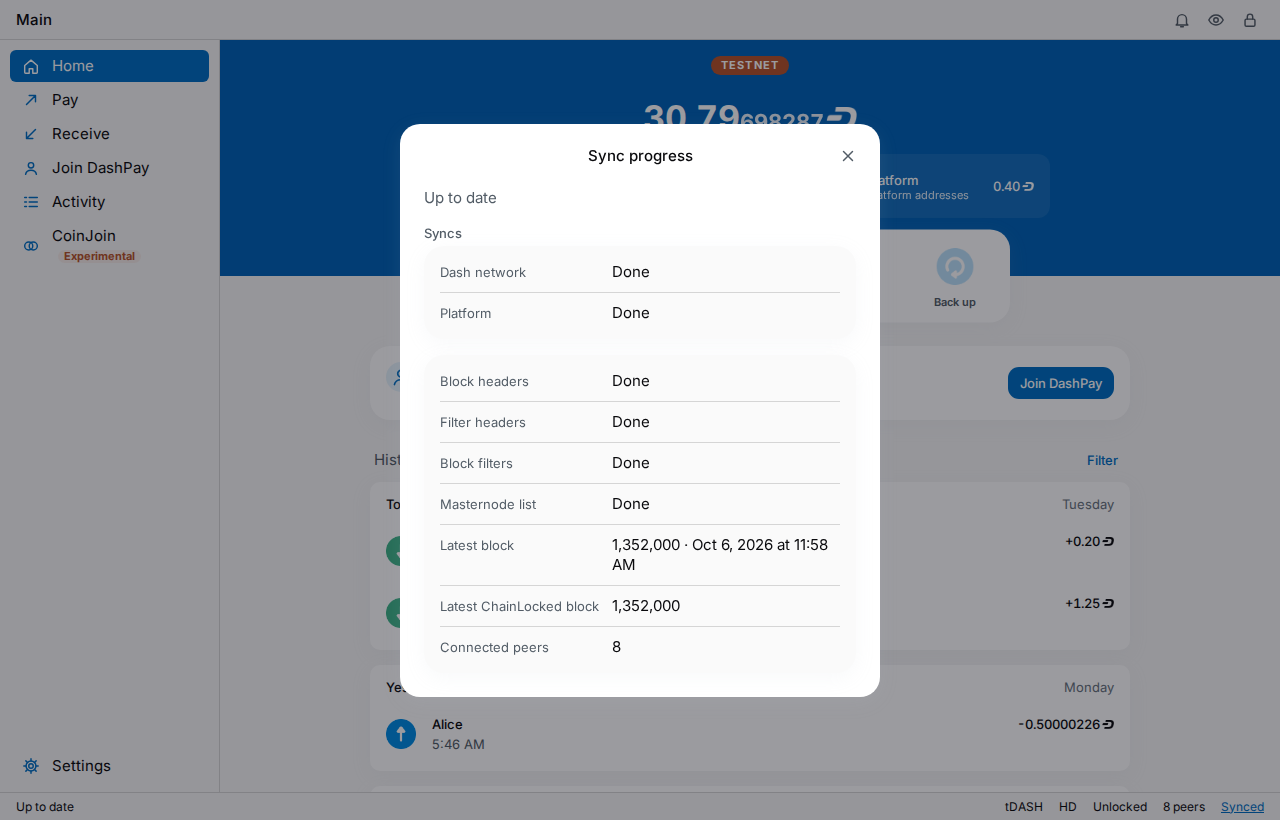 Main
Home
Pay
Receive
Join DashPay
Activity
CoinJoin
Experimental
Settings
TESTNET
30.79698287
0.40
addresses
Back up
Join DashPay
Filter
Tuesday
+0.20
+1.25
Monday
Alice
5:46 AM
-0.50000226
Sync progress
Up to date
Syncs
Dash network Done
Platform Done
Block headers Done
Filter headers Done
Block filters Done
Masternode list Done
Latest block 1,352,000 · Oct 6, 2026 at 11:58
AM
Latest ChainLocked block 1,352,000
Connected peers 8
Up to date
tDASH HD Unlocked 8 peers Synced